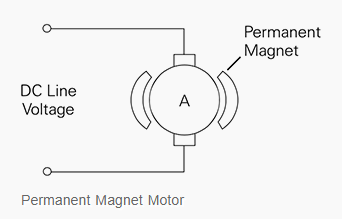 Permanent
Magnet
DC Line
Voltage
A
Permanent Magnet Motor